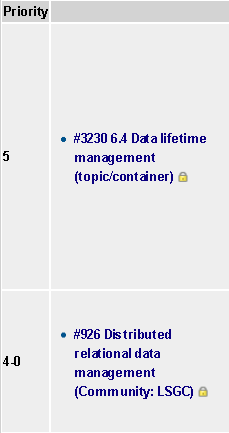 Priority
5
#3230 6.4 Data lifetime
management
(topic/container)
4-0
#926 Distributed
relational data
management
(Community: LSGC)